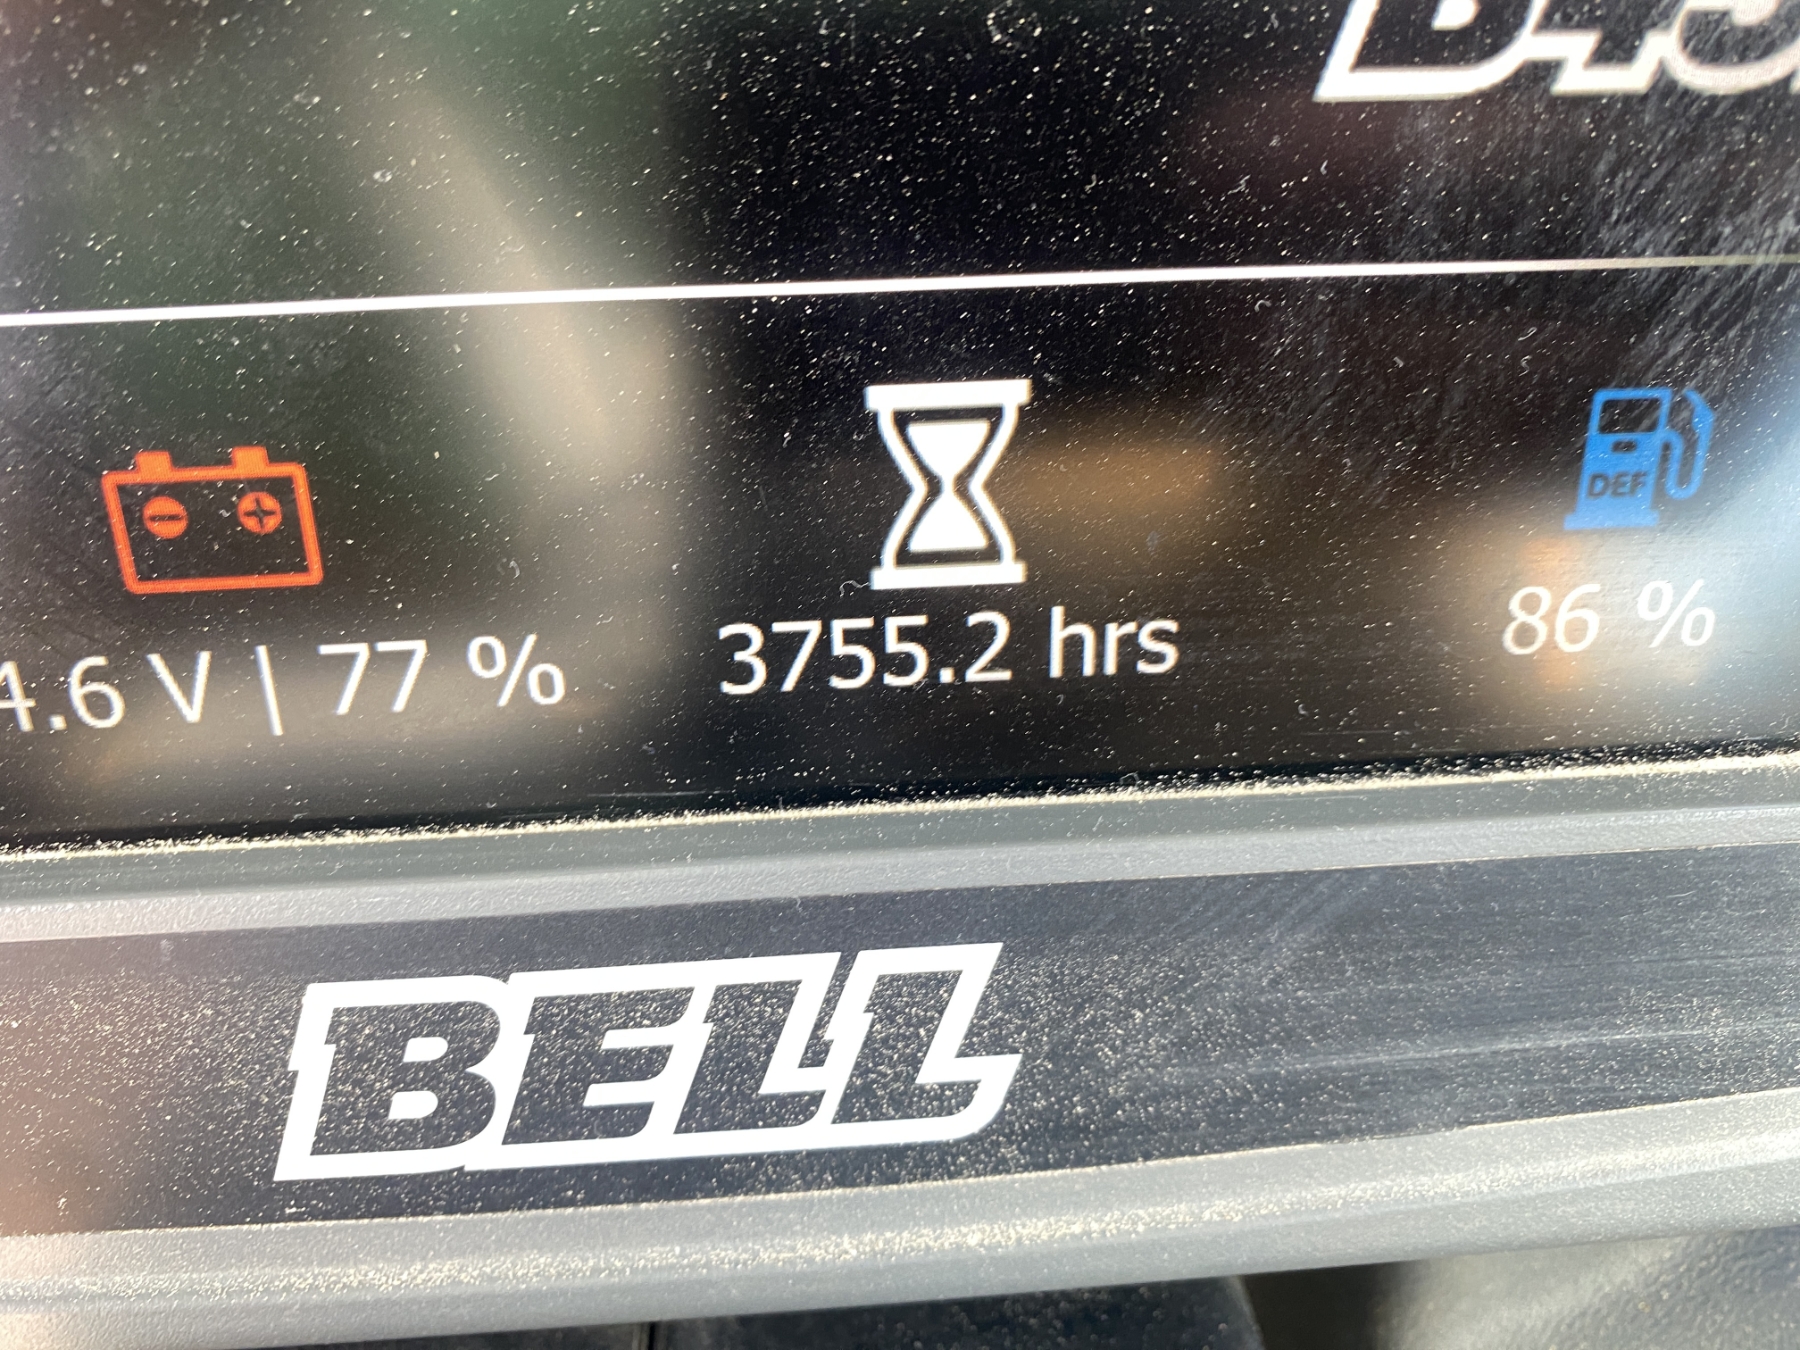 DEF
4.6 V | 77 %
3755.2 hrs
86 %
BELL